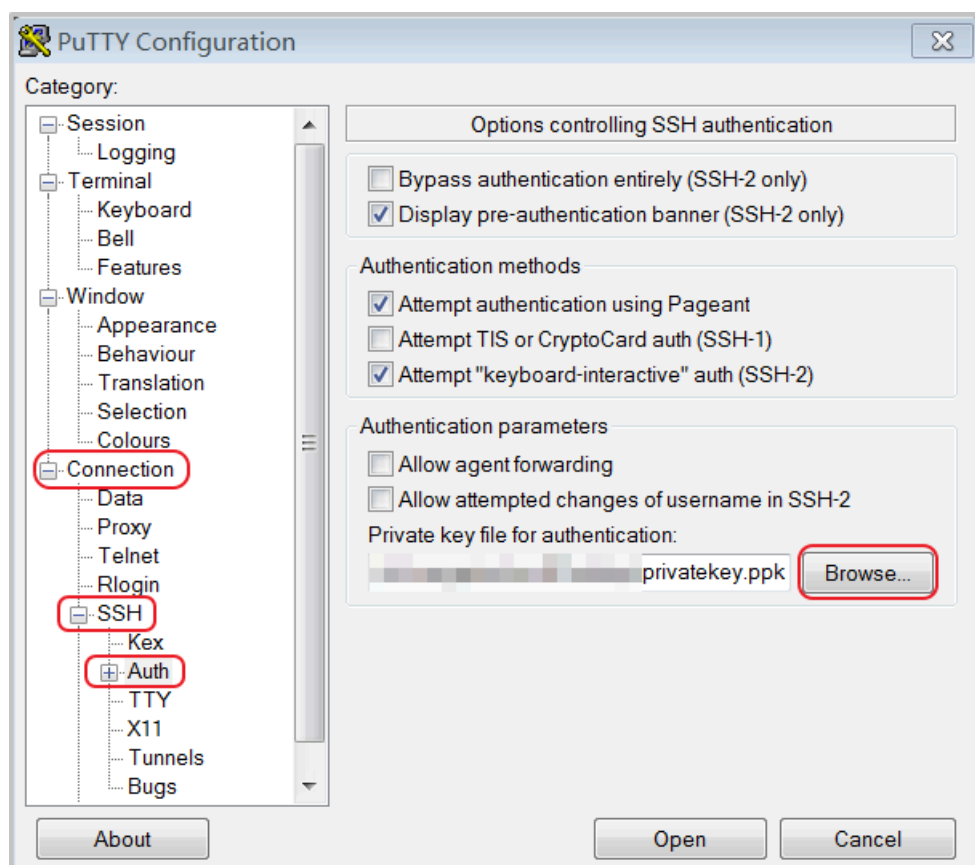 PuTTY Configuration
Category:
Session
Logging
Terminal
Keyboard
Bell
Features
Window
Appearance
Behaviour
Translation
Selection
Colours
Connection
Data
Proxy
Telnet
Rlogin
SSH
Kex
Auth
TTY
X11
Tunnels
Bugs
Options controlling SSH authentication
Bypass authentication entirely (SSH-2 only)
Display pre-authentication banner (SSH-2 only)
Authentication methods
Attempt authentication using Pageant
Attempt TIS or CryptoCard auth (SSH-1)
Attempt "keyboard-interactive" auth (SSH-2)
Authentication parameters
Allow agent forwarding
Allow attempted changes of username in SSH-2
Private key file for authentication:
privatekey.ppk Browse...
About Open Cancel